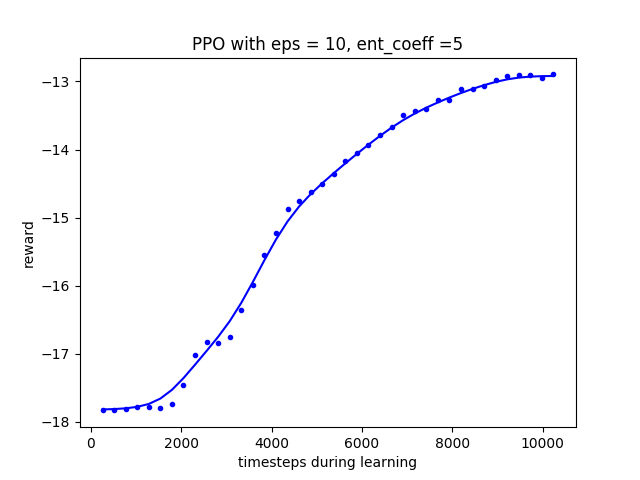 PPO with eps = 10, ent_coeff =5
−13
−14
−15
−16
−17
−18
reward
0 2000 4000 6000 8000 10000
timesteps during learning